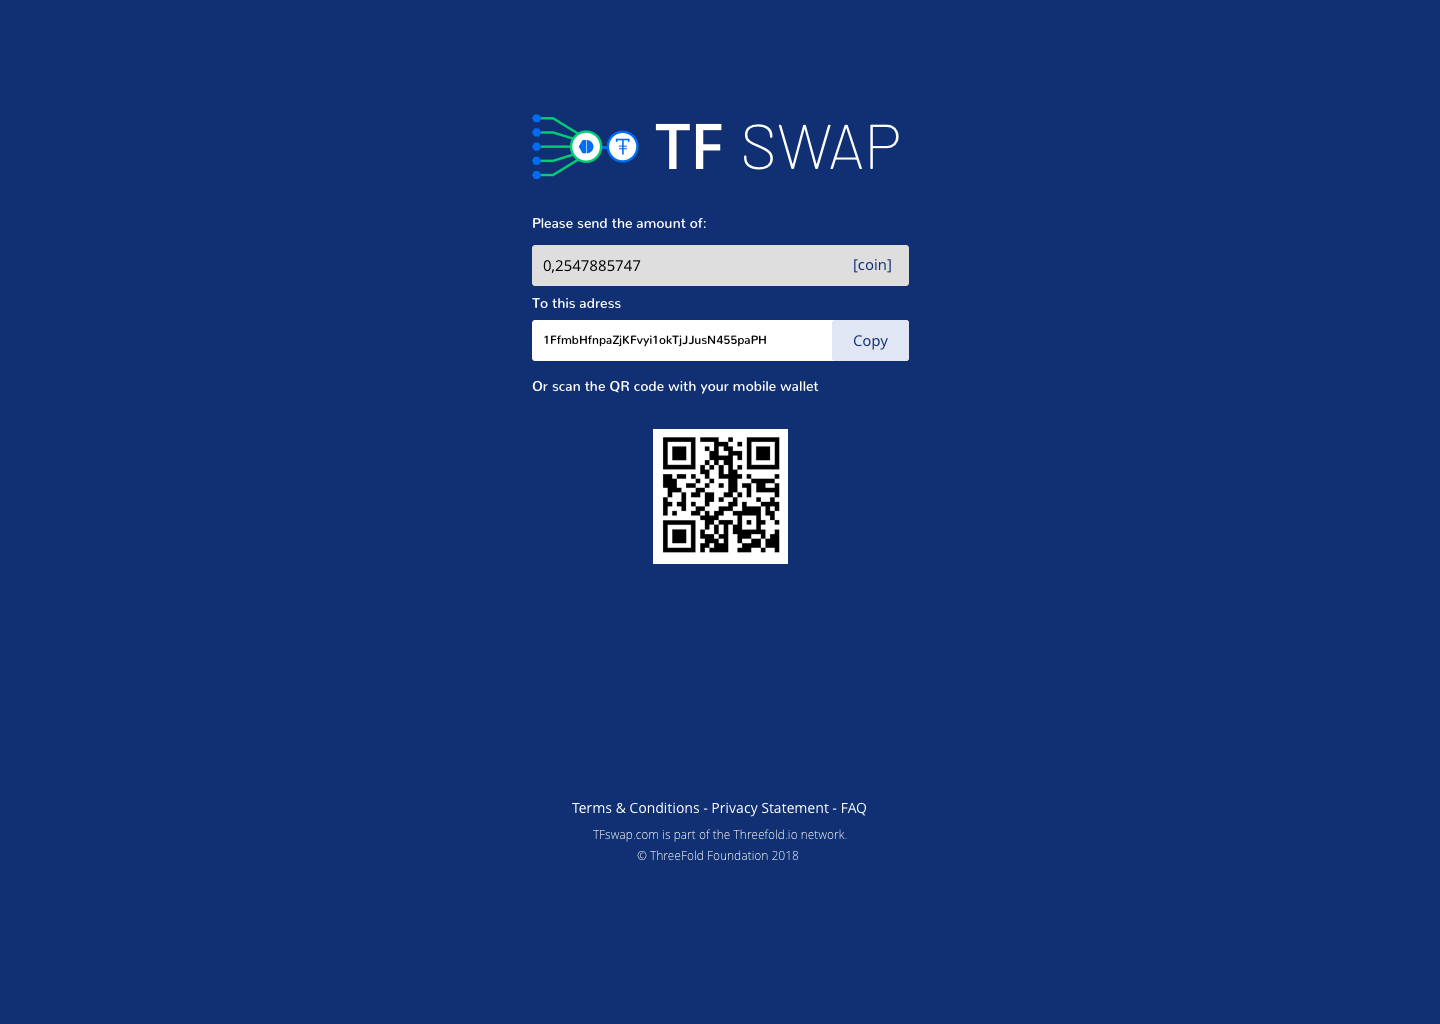 TF SWAP
Please send the amount of:
0,2547885747 [coin]
To this adress
1FfmbHfnpaZjKFvyi1okTjJJusN455paPH Copy
Or scan the QR code with your mobile wallet
Terms & Conditions - Privacy Statement - FAQ
TFswap.com is part of the Threefold.io network.
© ThreeFold Foundation 2018